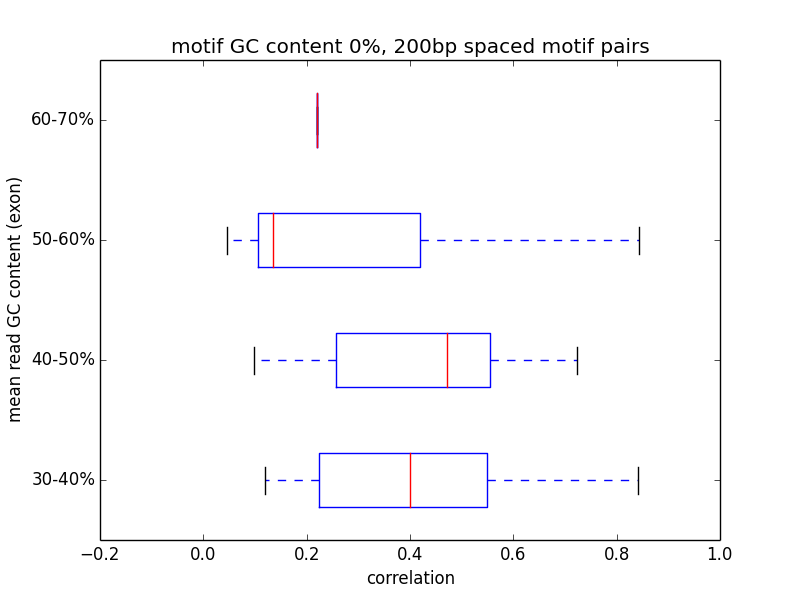 motif GC content 0%, 200bp spaced motif pairs
mean read GC content (exon)
60-70%
50-60%
40-50%
30-40%
−0.2 0.0 0.2 0.4 0.6 0.8 1.0
correlation